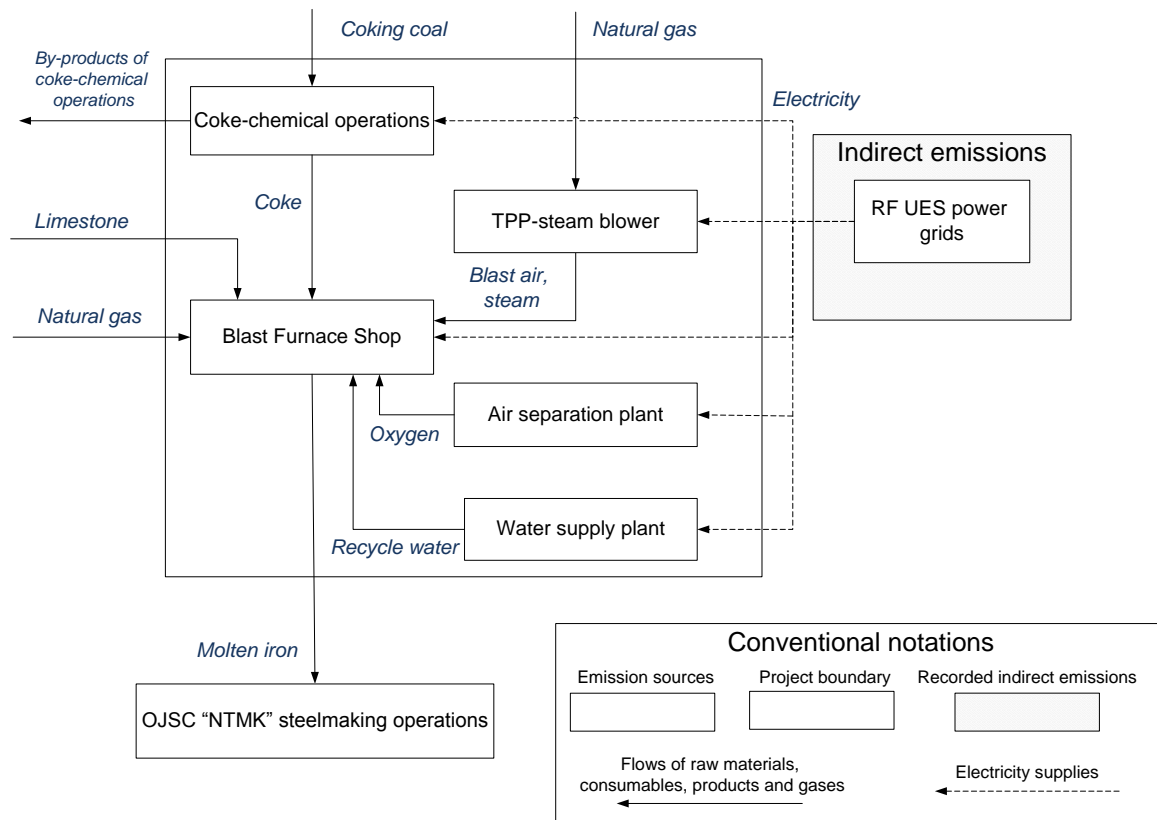 Coking coal
Natural gas
By-products of
coke-chemical
operations
Electricity
Coke-chemical operations
Indirect emissions
RF UES power
grids
Coke
TPP-steam blower
Limestone
Blast air,
steam
Natural gas
Blast Furnace Shop
Air separation plant
Oxygen
Water supply plant
Recycle water
Molten iron
OJSC “NTMK” steelmaking operations
Conventional notations
Emission sources
Project boundary
Recorded indirect emissions
Flows of raw materials,
consumables, products and gases
Electricity supplies